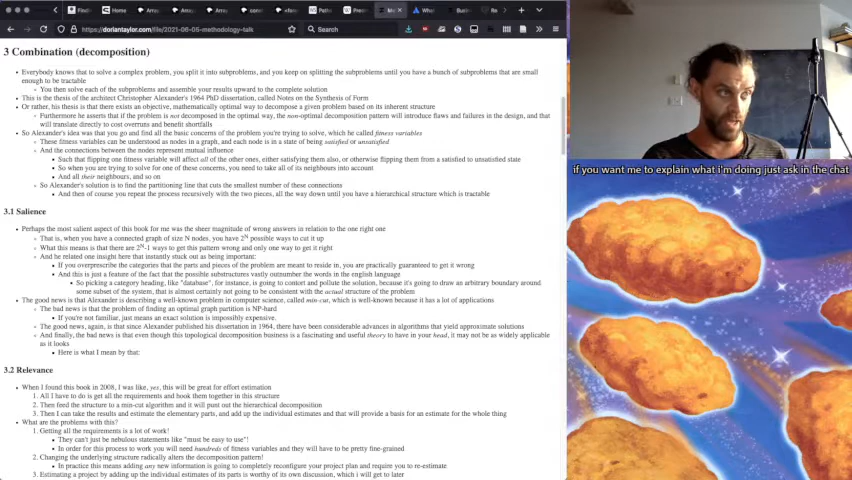 Findin
Home
Array
Array
Array
conve
<fore
Patho
Prece
Me
What
Busin
Re
https://doriantaylor.com/file/2021-06-05-methodology-talk
Search
3 Combination (decomposition)
• Everybody knows that to solve a complex problem, you split it into subproblems, and you keep on splitting the subproblems until you have a bunch of subproblems that are small
enough to be tractable
◦ You then solve each of the subproblems and assemble your results upward to the complete solution
• This is the thesis of the architect Christopher Alexander's 1964 PhD dissertation, called Notes on the Synthesis of Form
• Or rather, his thesis is that there exists an objective, mathematically optimal way to decompose a given problem based on its inherent structure
◦ Furthermore he asserts that if the problem is not decomposed in the optimal way, the non-optimal decomposition will introduce flaws and failures in the design, and that
will translate directly to cost overruns and benefit shortfalls
• So Alexander's idea was that you go and find all the basic concerns of the problem you're trying to solve, which he called fitness variables
◦ These fitness variables can be understood as nodes in a graph, and each node is in a state of being satisfied or unsatisfied
◦ And the connections between the nodes represent mutual influence
▪ Such that flipping one fitness variable will affect all of the other ones, either satisfying them also, or otherwise flipping them from a satisfied to unsatisfied state
▪ So when you are trying to solve for one of these concerns, you need to take all of its neighbours into account
▪ And all their neighbours, and so on
◦ So Alexander's solution is to find the partitioning line that cuts the smallest number of these connections
▪ And then of course you repeat the process recursively with the two pieces, all the way down until you have a hierarchical structure which is tractable
3.1 Salience
• Perhaps the most salient aspect of this book for me was the sheer magnitude of wrong answers in relation to the one right one
◦ That is, when you have a connected graph of size N nodes, you have 2^N possible ways to cut it up
◦ What this means is that there are 2^N-1 ways to get this pattern wrong and only one way to get it right
◦ And he related one insight here that instantly stuck out as being important:
▪ If you overprescribe the categories that the parts and pieces of the problem are meant to reside in, you are practically guaranteed to get it wrong
▪ And this is just a feature of the fact that the possible substructures vastly outnumber the words in the english language
▪ So picking a category heading, like "database", for instance, is going to contort and pollute the solution, because it's going to draw an arbitrary boundary around
some subset of the system, that is almost certainly not going to be consistent with the actual structure of the problem
• The good news is that Alexander is describing a well-known problem in computer science, called min-cut, which is well-known because it has a lot of applications
◦ The bad news is that the problem of finding an optimal graph partition is NP-hard
▪ If you're not familiar, just means an exact solution is impossibly expensive.
◦ The good news, again, is that since Alexander published his dissertation in 1964, there have been considerable advances in algorithms that yield approximate solutions
◦ And finally, the bad news is that even though this topological decomposition business is a fascinating and useful theory to have in your head, it may not be as widely applicable
as it looks
▪ Here is what I mean by that:
3.2 Relevance
• When I found this book in 2008, I was like, yes, this will be great for effort estimation
1. All I have to do is get all the requirements and hook them together in this structure
2. Then feed the structure to a min-cut algorithm and it will punt out the hierarchical decomposition
3. Then I can take the results and estimate the elementary parts, and add up the individual estimates and that will provide a basis for an estimate for the whole thing
• What are the problems with this?
1. Getting all the requirements is a lot of work!
▪ They can't just be nebulous statements like "must be easy to use"!
▪ In order for this process to work you will need hundreds of fitness variables and they will have to be pretty fine-grained
2. Changing the underlying structure radically alters the decomposition pattern!
▪ In practice this means adding any new information is going to completely reconfigure your project plan and require you to re-estimate
3. Estimating a project by adding up the individual estimates of its parts is worthy of its own discussion, which i will get to later
if you want me to explain what i'm doing just ask in the chat